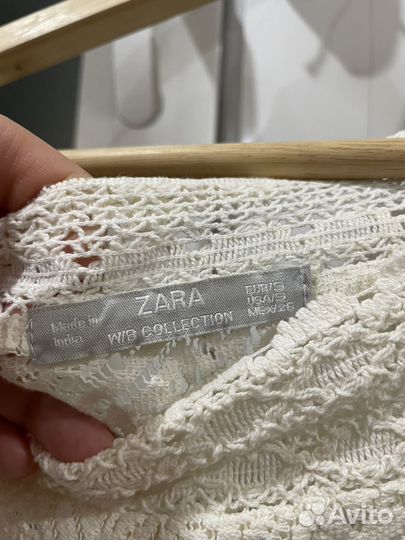 Made in
India
ZARA
W/B COLLECTION
EUR/S
USA/S
MEX/26
Avito